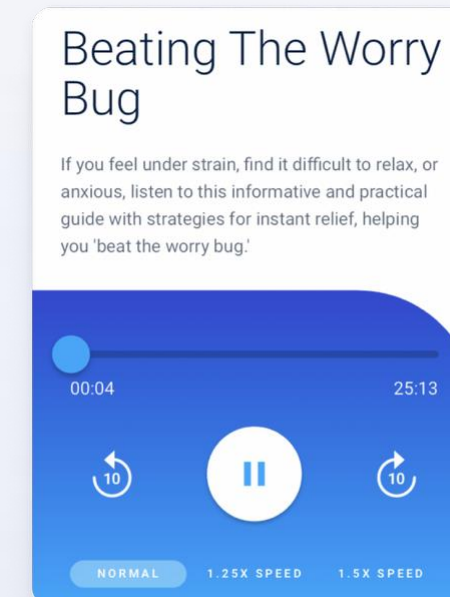 Beating The Worry
Bug
If you feel under strain, find it difficult to relax, or
anxious, listen to this informative and practical
guide with strategies for instant relief, helping
you 'beat the worry bug.'
00:04 25:13
10 10
NORMAL 1.25X SPEED 1.5X SPEED